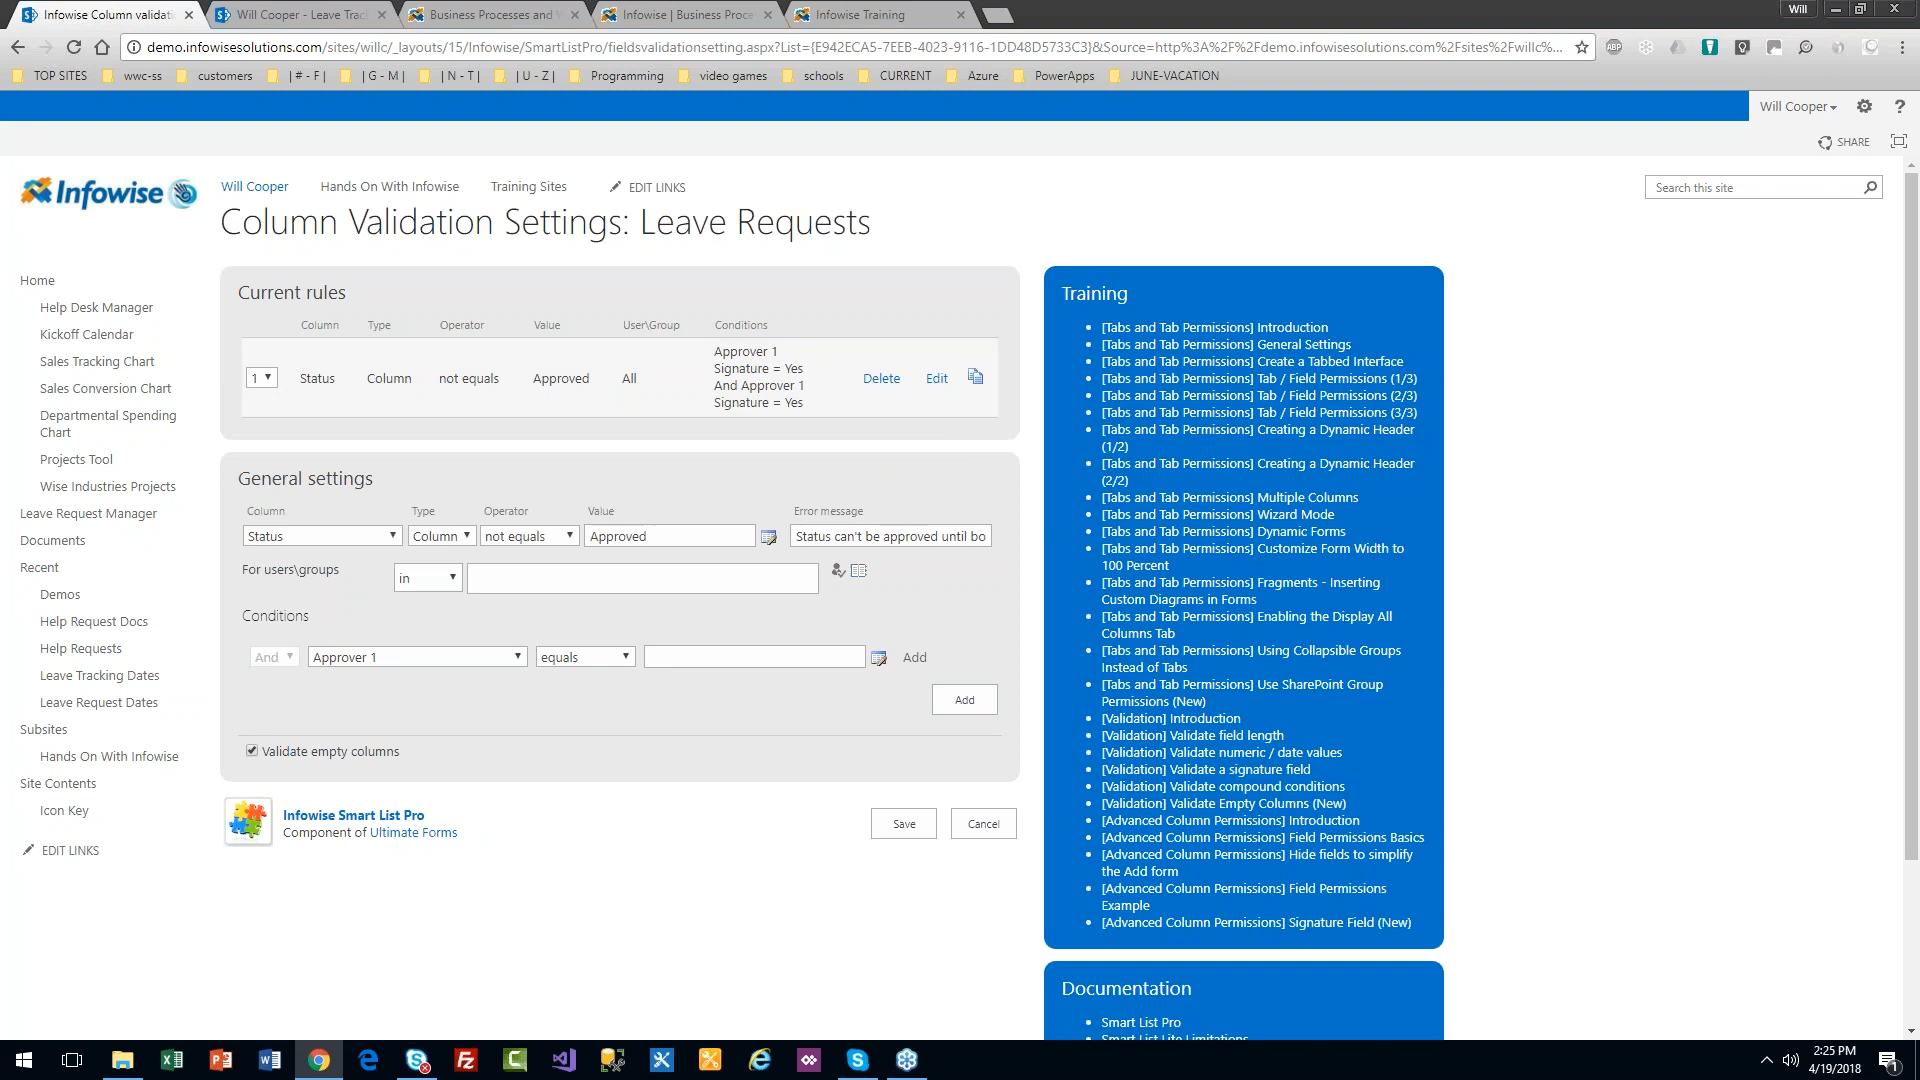 Infowise Column validati
Will Cooper - Leave Trac
Business Processes and
Infowise | Business Proce
Infowise Training
Will
demo.infowisesolutions.com/sites/willc/_layouts/15/Infowise/SmartListPro/fieldsvalidationsetting.aspx?List={E942ECA5-7EEB-4023-9116-1DD48D5733C3}&Source=http%3A%2F%2Fdemo.infowisesolutions.com%2Fsites%2Fwillc%...
ABP
TOP SITES
wwc-ss
customers
| # - F |
| G - M |
| N - T |
| U - Z |
Programming
video games
schools
CURRENT
Azure
PowerApps
JUNE-VACATION
Will Cooper
?
SHARE
Infowise
Will Cooper
Hands On With Infowise
Training Sites
EDIT LINKS
Search this site
Column Validation Settings: Leave Requests
Home
Help Desk Manager
Kickoff Calendar
Sales Tracking Chart
Sales Conversion Chart
Departmental Spending
Chart
Projects Tool
Wise Industries Projects
Leave Request Manager
Documents
Recent
Demos
Help Request Docs
Help Requests
Leave Tracking Dates
Leave Request Dates
Subsites
Hands On With Infowise
Site Contents
Icon Key
EDIT LINKS
Current rules
Column Type Operator Value User\Group Conditions
1 Status Column not equals Approved All
Approver 1
Signature = Yes
And Approver 1
Signature = Yes
Delete Edit
General settings
Column Type Operator Value Error message
Status Column not equals Approved Status can't be approved until bo
For users\groups in
Conditions
And Approver 1 equals Add
Add
Validate empty columns
Infowise Smart List Pro
Component of Ultimate Forms
Save Cancel
Training
[Tabs and Tab Permissions] Introduction
[Tabs and Tab Permissions] General Settings
[Tabs and Tab Permissions] Create a Tabbed Interface
[Tabs and Tab Permissions] Tab / Field Permissions (1/3)
[Tabs and Tab Permissions] Tab / Field Permissions (2/3)
[Tabs and Tab Permissions] Tab / Field Permissions (3/3)
[Tabs and Tab Permissions] Creating a Dynamic Header
(1/2)
[Tabs and Tab Permissions] Creating a Dynamic Header
(2/2)
[Tabs and Tab Permissions] Multiple Columns
[Tabs and Tab Permissions] Wizard Mode
[Tabs and Tab Permissions] Dynamic Forms
[Tabs and Tab Permissions] Customize Form Width to
100 Percent
[Tabs and Tab Permissions] Fragments - Inserting
Custom Diagrams in Forms
[Tabs and Tab Permissions] Enabling the Display All
Columns Tab
[Tabs and Tab Permissions] Using Collapsible Groups
Instead of Tabs
[Tabs and Tab Permissions] Use SharePoint Group
Permissions (New)
[Validation] Introduction
[Validation] Validate field length
[Validation] Validate numeric / date values
[Validation] Validate a signature field
[Validation] Validate compound conditions
[Validation] Validate Empty Columns (New)
[Advanced Column Permissions] Introduction
[Advanced Column Permissions] Field Permissions Basics
[Advanced Column Permissions] Hide fields to simplify
the Add form
[Advanced Column Permissions] Field Permissions
Example
[Advanced Column Permissions] Signature Field (New)
Documentation
Smart List Pro
Smart List Lite Limitations
2:25 PM
4/19/2018
1